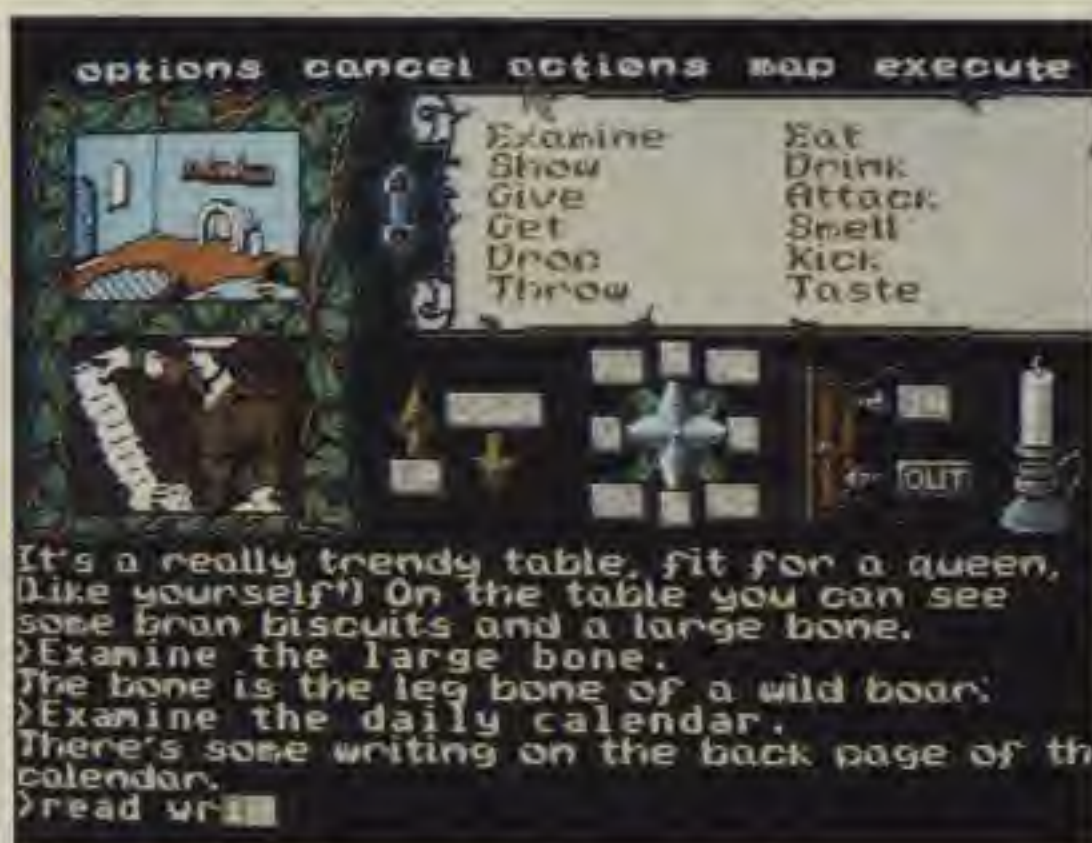 options cancel actions map execute
Examine Eat
Show Drink
Give Attack
Get Smell
Drop Kick
Throw Taste
OUT
It's a really trendy table, fit for a queen,
(like yourself!) On the table you can see
some bran biscuits and a large bone.
>Examine the large bone.
The bone is the leg bone of a wild boar.
>Examine the daily calendar.
There's some writing on the back page of th
calendar.
>read wri